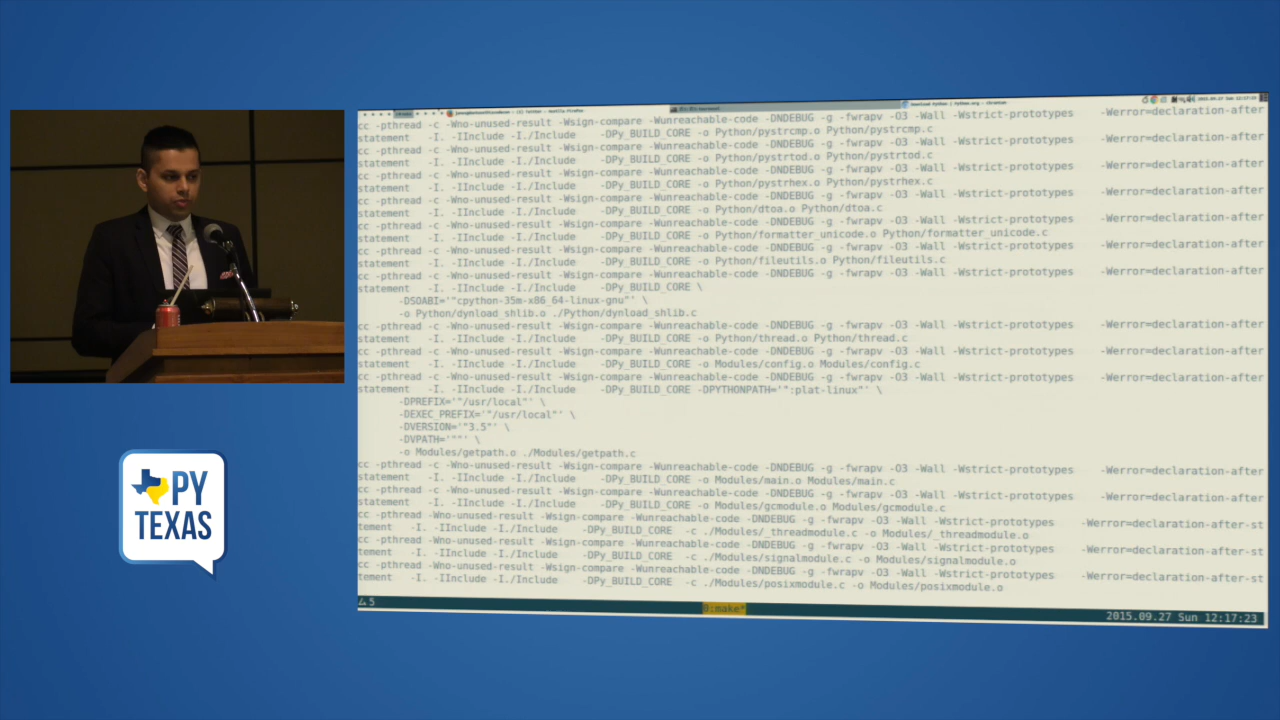 cc -pthread -c -Wno-unused-result -Wsign-compare -Wunreachable-code -DNDEBUG -g -fwrapv -O3 -Wall -Wstrict-prototypes -Werror=declaration-after
statement -I. -IInclude -I./Include -DPy_BUILD_CORE -o Python/pystrcmp.o Python/pystrcmp.c
cc -pthread -c -Wno-unused-result -Wsign-compare -Wunreachable-code -DNDEBUG -g -fwrapv -O3 -Wall -Wstrict-prototypes -Werror=declaration-after
statement -I. -IInclude -I./Include -DPy_BUILD_CORE -o Python/pystrtod.o Python/pystrtod.c
cc -pthread -c -Wno-unused-result -Wsign-compare -Wunreachable-code -DNDEBUG -g -fwrapv -O3 -Wall -Wstrict-prototypes -Werror=declaration-after
statement -I. -IInclude -I./Include -DPy_BUILD_CORE -o Python/pystrhex.o Python/pystrhex.c
cc -pthread -c -Wno-unused-result -Wsign-compare -Wunreachable-code -DNDEBUG -g -fwrapv -O3 -Wall -Wstrict-prototypes -Werror=declaration-after
statement -I. -IInclude -I./Include -DPy_BUILD_CORE -o Python/dtoa.o Python/dtoa.c
cc -pthread -c -Wno-unused-result -Wsign-compare -Wunreachable-code -DNDEBUG -g -fwrapv -O3 -Wall -Wstrict-prototypes -Werror=declaration-after
statement -I. -IInclude -I./Include -DPy_BUILD_CORE -o Python/formatter_unicode.o Python/formatter_unicode.c
cc -pthread -c -Wno-unused-result -Wsign-compare -Wunreachable-code -DNDEBUG -g -fwrapv -O3 -Wall -Wstrict-prototypes -Werror=declaration-after
statement -I. -IInclude -I./Include -DPy_BUILD_CORE -o Python/fileutils.o Python/fileutils.c
cc -pthread -c -Wno-unused-result -Wsign-compare -Wunreachable-code -DNDEBUG -g -fwrapv -O3 -Wall -Wstrict-prototypes -Werror=declaration-after
statement -I. -IInclude -I./Include -DPy_BUILD_CORE \
-DSOABI='"cpython-35m-x86_64-linux-gnu"' \
-o Python/dynload_shlib.o ./Python/dynload_shlib.c
cc -pthread -c -Wno-unused-result -Wsign-compare -Wunreachable-code -DNDEBUG -g -fwrapv -O3 -Wall -Wstrict-prototypes -Werror=declaration-after
statement -I. -IInclude -I./Include -DPy_BUILD_CORE -o Python/thread.o Python/thread.c
cc -pthread -c -Wno-unused-result -Wsign-compare -Wunreachable-code -DNDEBUG -g -fwrapv -O3 -Wall -Wstrict-prototypes -Werror=declaration-after
statement -I. -IInclude -I./Include -DPy_BUILD_CORE -o Modules/config.o Modules/config.c
cc -pthread -c -Wno-unused-result -Wsign-compare -Wunreachable-code -DNDEBUG -g -fwrapv -O3 -Wall -Wstrict-prototypes -Werror=declaration-after
statement -I. -IInclude -I./Include -DPy_BUILD_CORE -DPYTHONPATH='":plat-linux"' \
-DPREFIX='"/usr/local"' \
-DEXEC_PREFIX='"/usr/local"' \
-DVERSION='"3.5"' \
-DVPATH='""' \
-o Modules/getpath.o ./Modules/getpath.c
cc -pthread -c -Wno-unused-result -Wsign-compare -Wunreachable-code -DNDEBUG -g -fwrapv -O3 -Wall -Wstrict-prototypes -Werror=declaration-after
statement -I. -IInclude -I./Include -DPy_BUILD_CORE -o Modules/main.o Modules/main.c
cc -pthread -c -Wno-unused-result -Wsign-compare -Wunreachable-code -DNDEBUG -g -fwrapv -O3 -Wall -Wstrict-prototypes -Werror=declaration-after
statement -I. -IInclude -I./Include -DPy_BUILD_CORE -o Modules/gcmodule.o Modules/gcmodule.c
cc -pthread -Wno-unused-result -Wsign-compare -Wunreachable-code -DNDEBUG -g -fwrapv -O3 -Wall -Wstrict-prototypes -Werror=declaration-after-st
tement -I. -IInclude -I./Include -DPy_BUILD_CORE -c ./Modules/_threadmodule.c -o Modules/_threadmodule.o
cc -pthread -Wno-unused-result -Wsign-compare -Wunreachable-code -DNDEBUG -g -fwrapv -O3 -Wall -Wstrict-prototypes -Werror=declaration-after-st
tement -I. -IInclude -I./Include -DPy_BUILD_CORE -c ./Modules/signalmodule.c -o Modules/signalmodule.o
cc -pthread -Wno-unused-result -Wsign-compare -Wunreachable-code -DNDEBUG -g -fwrapv -O3 -Wall -Wstrict-prototypes -Werror=declaration-after-st
tement -I. -IInclude -I./Include -DPy_BUILD_CORE -c ./Modules/posixmodule.c -o Modules/posixmodule.o
5 0:make* 2015.09.27 Sun 12:17:23
PY
TEXAS